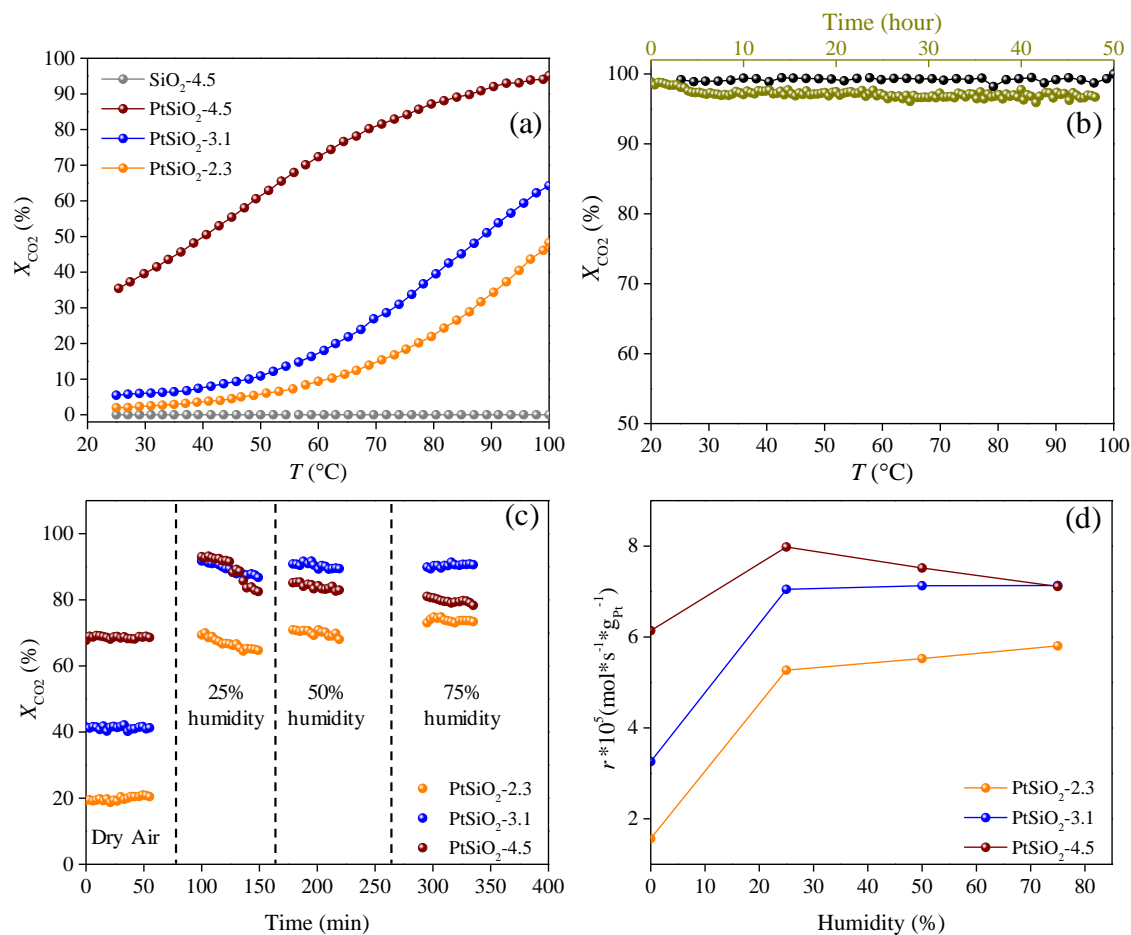 100
90
80
70
60
50
40
30
20
10
0
X_CO2 (%)
SiO2-4.5
PtSiO2-4.5
PtSiO2-3.1
PtSiO2-2.3
(a)
20 30 40 50 60 70 80 90 100
T (°C)
Time (hour)
0 10 20 30 40 50
100
90
80
70
60
50
X_CO2 (%)
(b)
20 30 40 50 60 70 80 90 100
T (°C)
100
80
60
40
20
0
X_CO2 (%)
(c)
25%
humidity
50%
humidity
75%
humidity
Dry Air
PtSiO2-2.3
PtSiO2-3.1
PtSiO2-4.5
0 50 100 150 200 250 300 350 400
Time (min)
8
6
4
2
r*10^5(mol*s^-1*g_Pt^-1)
(d)
PtSiO2-2.3
PtSiO2-3.1
PtSiO2-4.5
0 10 20 30 40 50 60 70 80
Humidity (%)